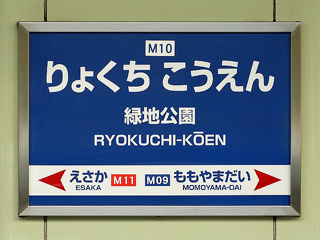 M10
りょくち こうえん
緑地公園
RYOKUCHI-KŌEN
えさか M11 M09 ももやまだい
ESAKA MOMOYAMA-DAI